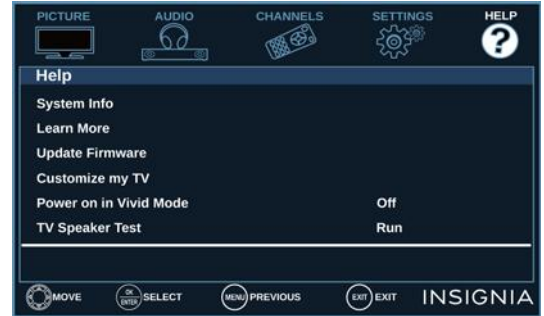 PICTURE AUDIO CHANNELS SETTINGS HELP
?
Help
System Info
Learn More
Update Firmware
Customize my TV
Power on in Vivid Mode Off
TV Speaker Test Run
MOVE OK ENTER SELECT MENU PREVIOUS EXIT EXIT INSIGNIA